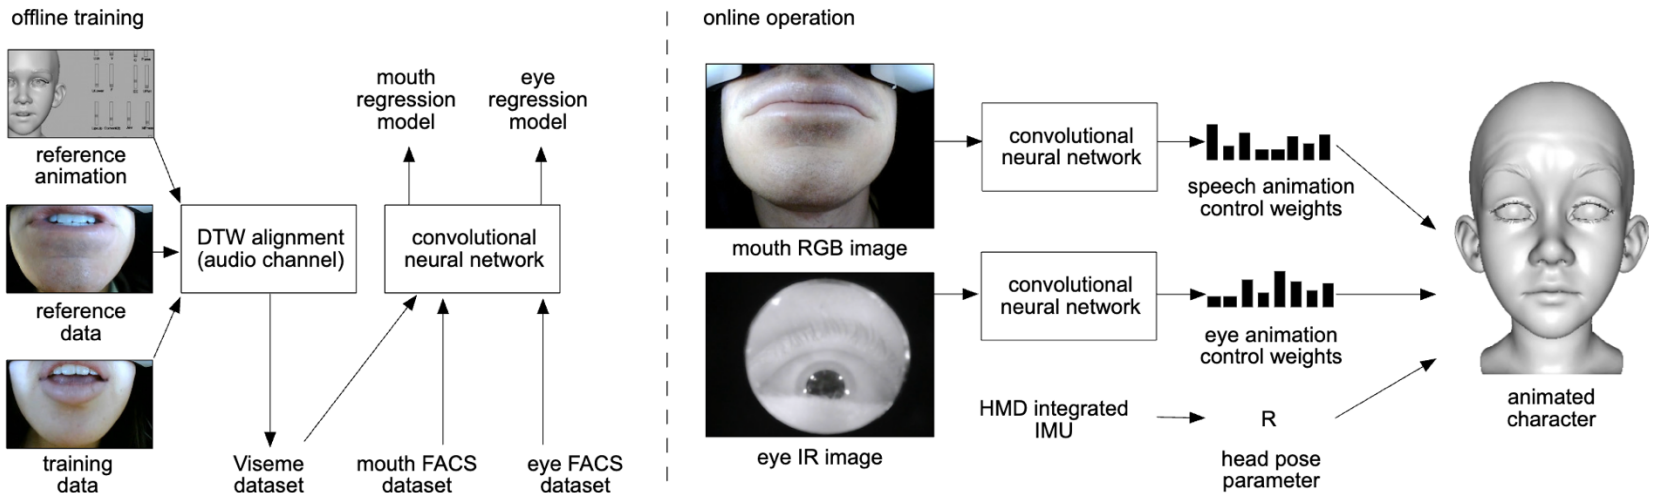 offline training
reference
animation
reference
data
training
data
DTW alignment
(audio channel)
Viseme
dataset
mouth
regression
model
eye
regression
model
convolutional
neural network
mouth FACS
dataset
eye FACS
dataset
online operation
mouth RGB image
convolutional
neural network
speech animation
control weights
eye IR image
convolutional
neural network
eye animation
control weights
HMD integrated
IMU
R
head pose
parameter
animated
character